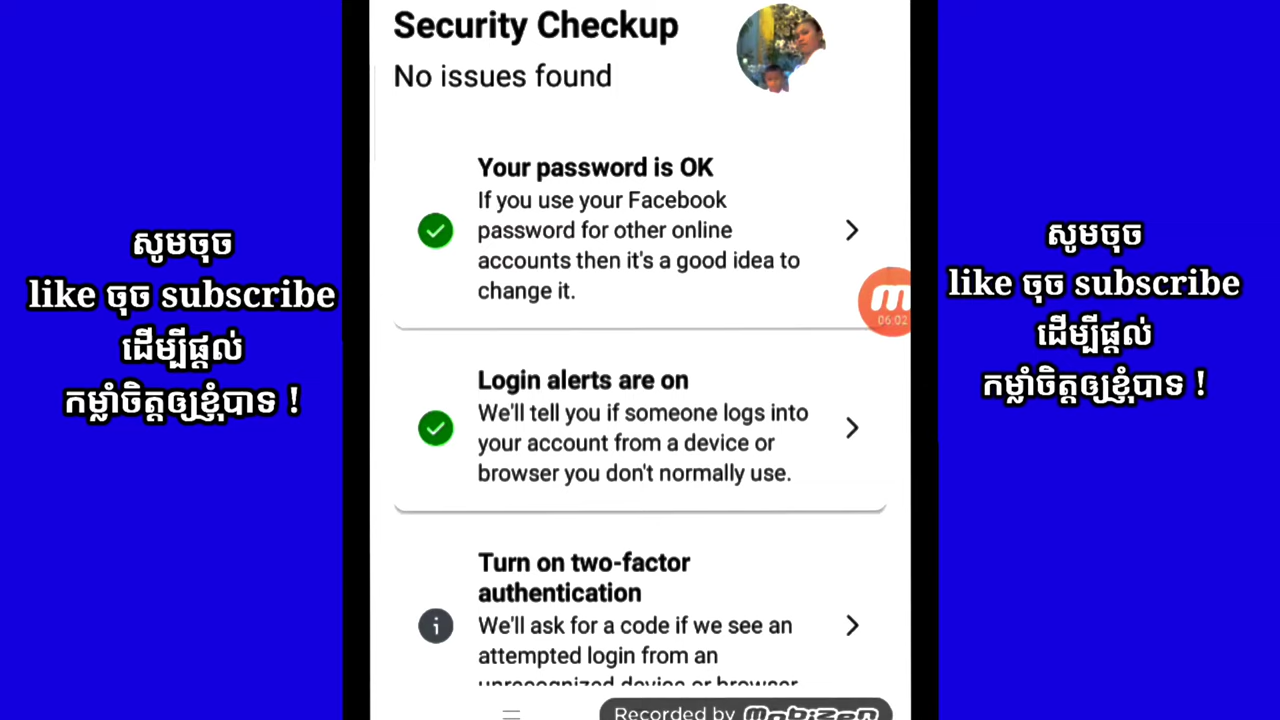 Security Checkup
No issues found
Your password is OK
If you use your Facebook
password for other online
accounts then it's a good idea to
change it.
06:02
Login alerts are on
We'll tell you if someone logs into
your account from a device or
browser you don't normally use.
Turn on two-factor
authentication
We'll ask for a code if we see an
attempted login from an
unrecognized device or browser
Recorded by Mobizen
សូមចុច
like ចុច subscribe
ដើម្បីផ្តល់
កម្លាំចិត្តឲ្យខ្ញុំបាទ !
សូមចុច
like ចុច subscribe
ដើម្បីផ្តល់
កម្លាំចិត្តឲ្យខ្ញុំបាទ !